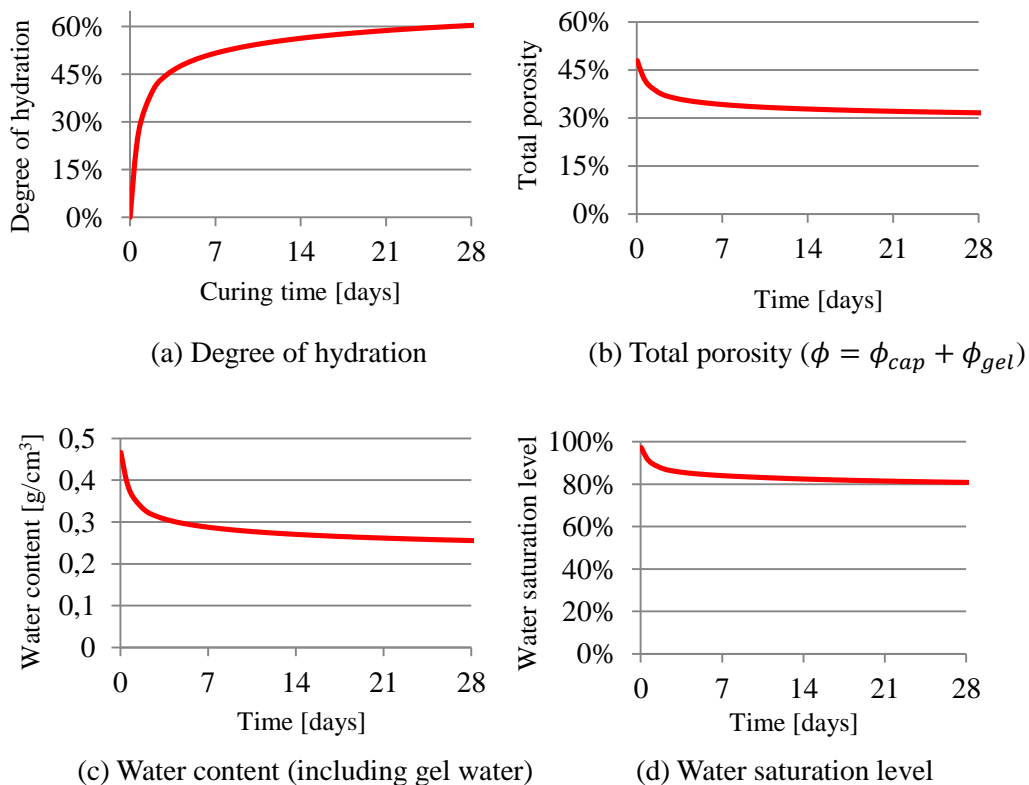 60%
45%
30%
15%
0%
Degree of hydration
0 7 14 21 28
Curing time [days]
(a) Degree of hydration
60%
45%
30%
15%
0%
Total porosity
0 7 14 21 28
Time [days]
(b) Total porosity (𝜙 = 𝜙𝑐𝑎𝑝 + 𝜙𝑔𝑒𝑙)
0,5
0,4
0,3
0,2
0,1
0
Water content [g/cm³]
0 7 14 21 28
Time [days]
(c) Water content (including gel water)
100%
80%
60%
40%
20%
0%
Water saturation level
0 7 14 21 28
Time [days]
(d) Water saturation level